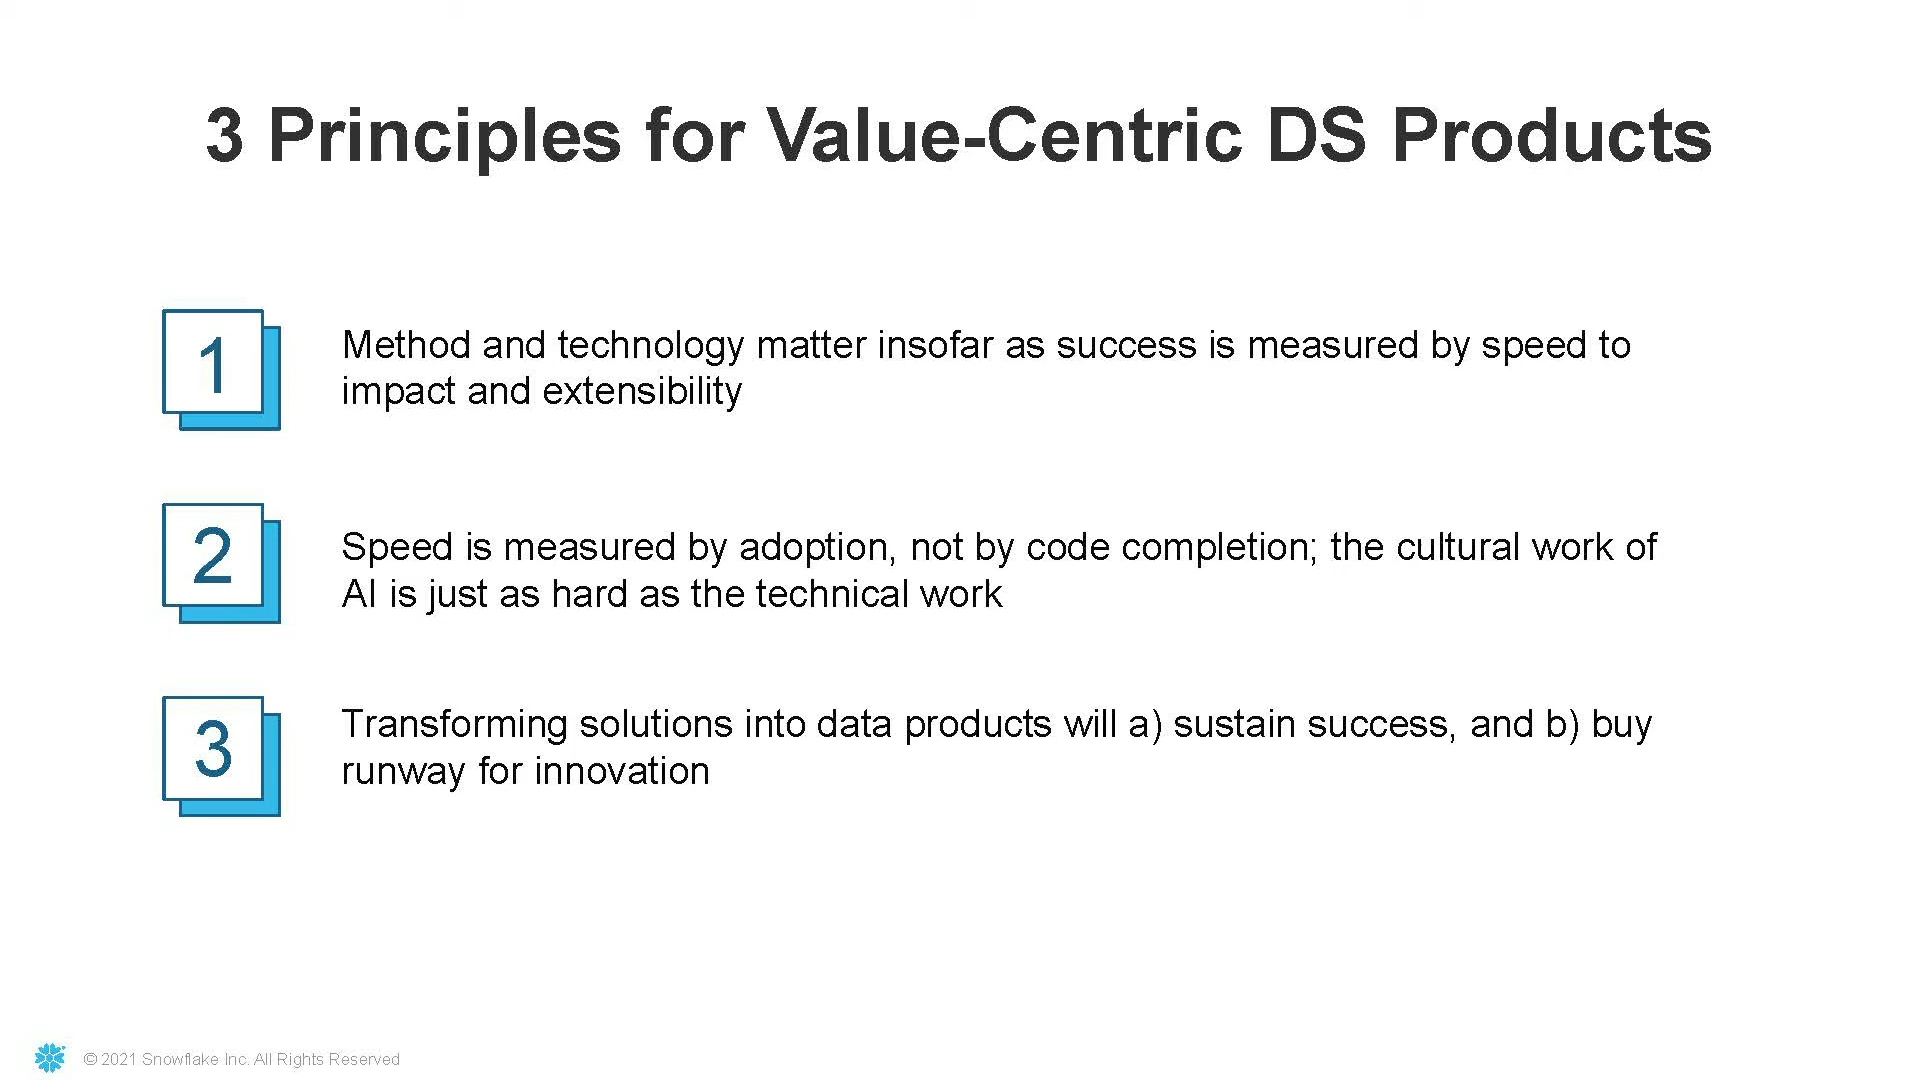 3 Principles for Value-Centric DS Products
1
Method and technology matter insofar as success is measured by speed to
impact and extensibility
2
Speed is measured by adoption, not by code completion; the cultural work of
AI is just as hard as the technical work
3
Transforming solutions into data products will a) sustain success, and b) buy
runway for innovation
© 2021 Snowflake Inc. All Rights Reserved